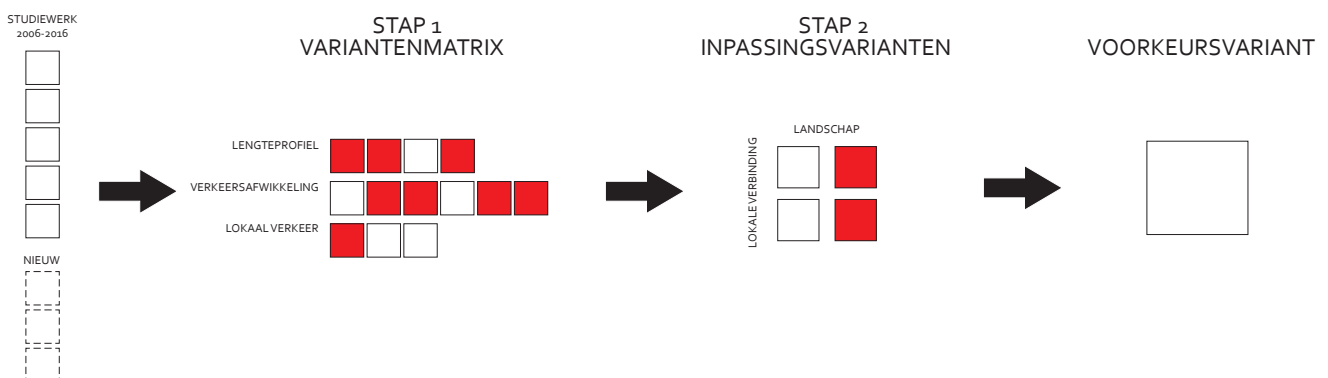 STUDIEWERK
2006-2016
NIEUW
STAP 1
VARIANTENMATRIX
LENGTEPROFIEL
VERKEERSAFWIKKELING
LOKAAL VERKEER
STAP 2
INPASSINGSVARIANTEN
LANDSCHAP
LOKALE VERBINDING
VOORKEURSVARIANT